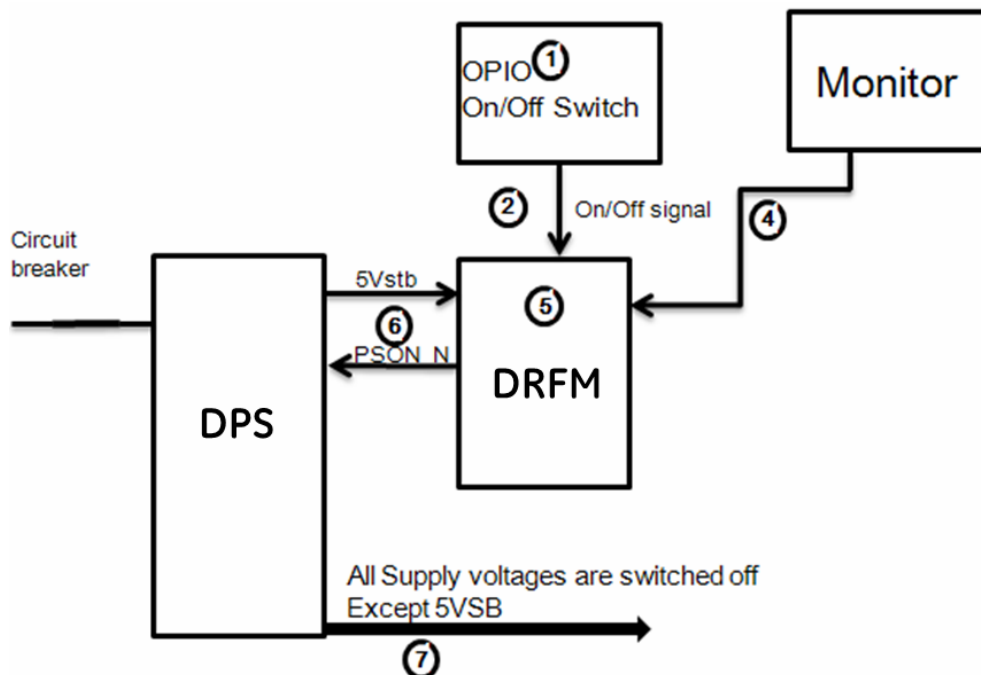 OPIO 1
On/Off Switch
Monitor
2
On/Off signal
4
Circuit
breaker
5Vstb
5
6
PSON_N
DRFM
DPS
All Supply voltages are switched off
Except 5VSB
7